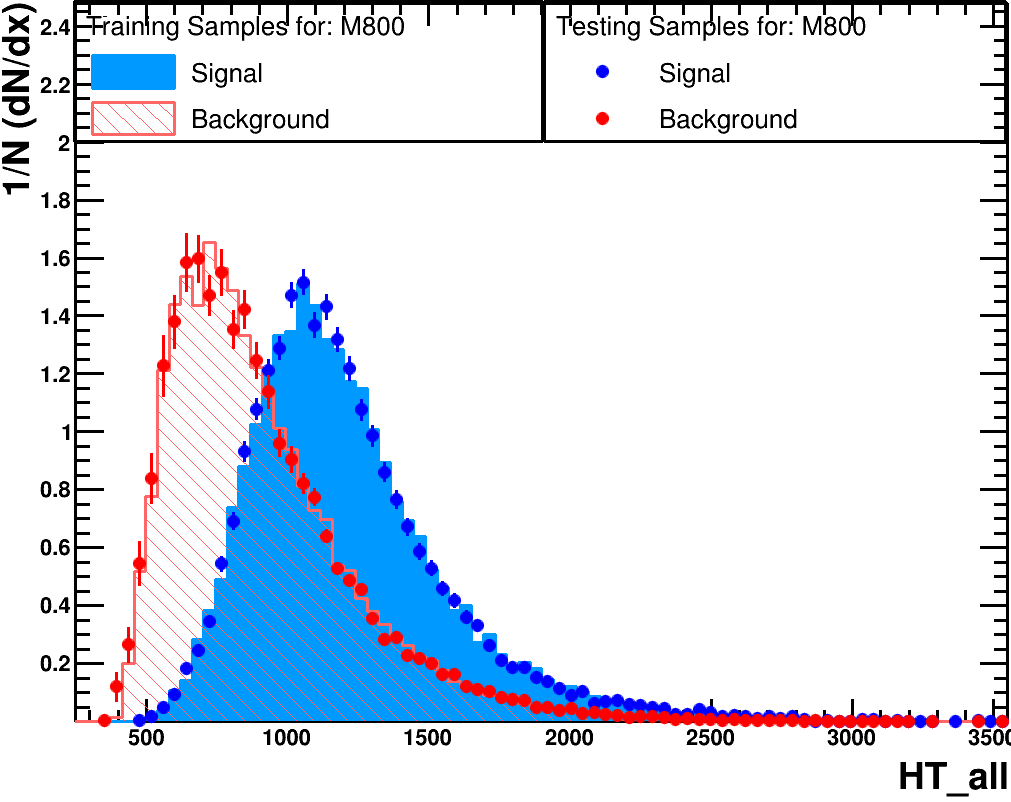 Training Samples for: M800
Signal
Background
Testing Samples for: M800
Signal
Background
1/N (dN/dx)
2.4
2.2
2
1.8
1.6
1.4
1.2
1
0.8
0.6
0.4
0.2
500
1000
1500
2000
2500
3000
3500
HT_all